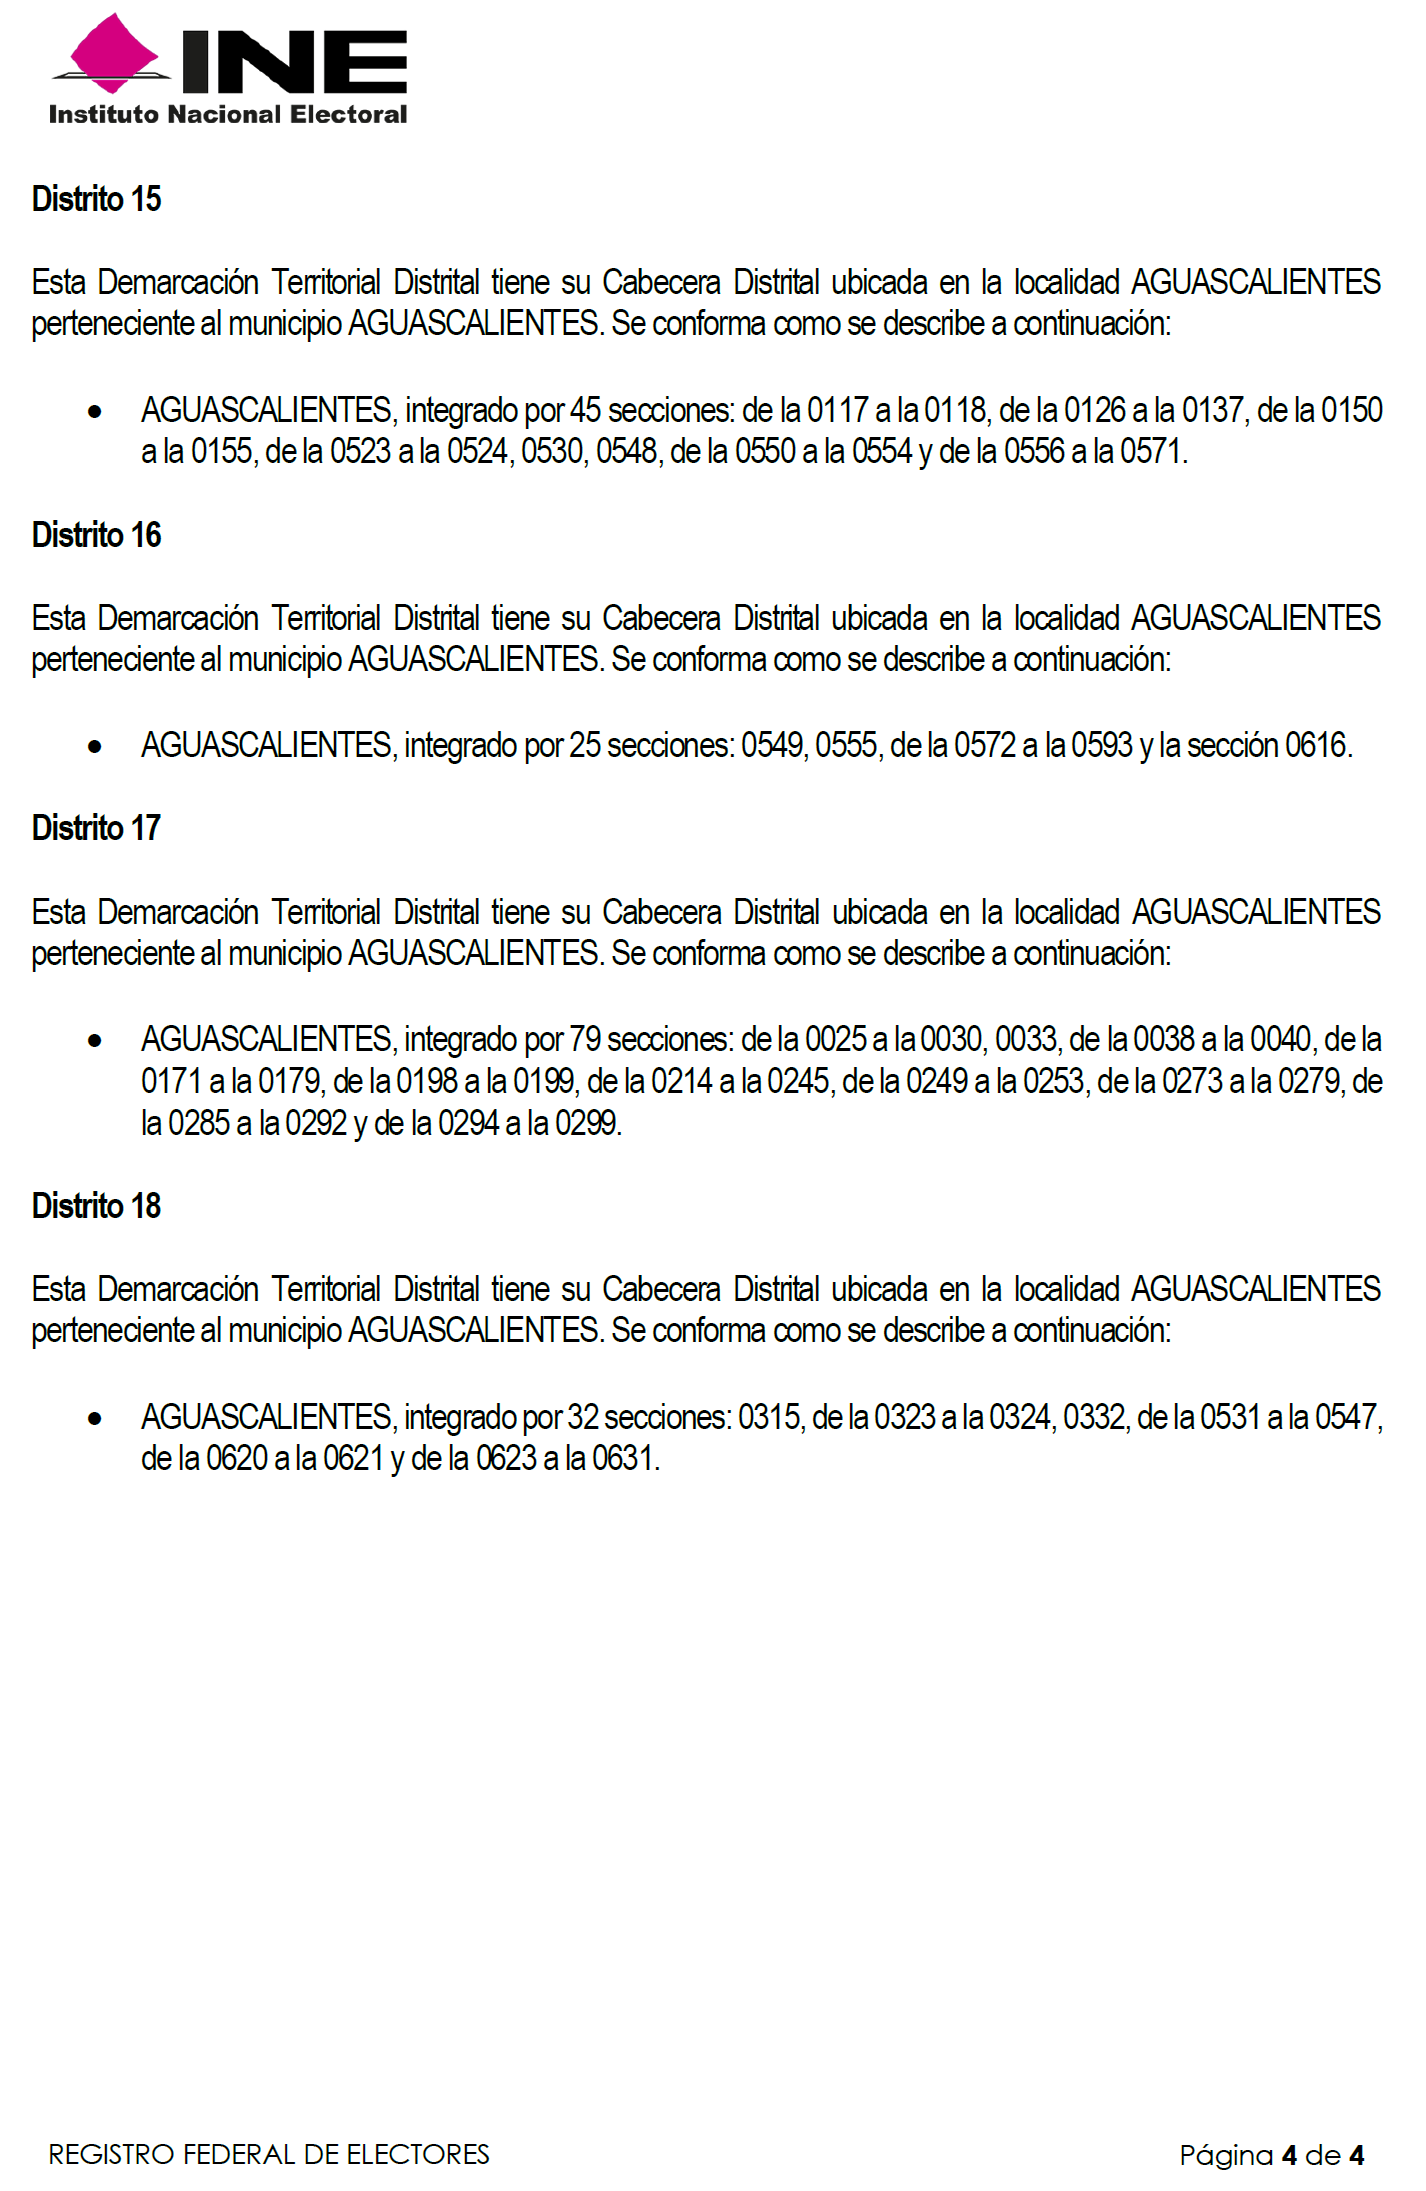 INE
Instituto Nacional Electoral
Distrito 15
Esta Demarcación Territorial Distrital tiene su Cabecera Distrital ubicada en la localidad AGUASCALIENTES
perteneciente al municipio AGUASCALIENTES. Se conforma como se describe a continuación:
● AGUASCALIENTES, integrado por 45 secciones: de la 0117 a la 0118, de la 0126 a la 0137, de la 0150
a la 0155, de la 0523 a la 0524, 0530, 0548, de la 0550 a la 0554 y de la 0556 a la 0571.
Distrito 16
Esta Demarcación Territorial Distrital tiene su Cabecera Distrital ubicada en la localidad AGUASCALIENTES
perteneciente al municipio AGUASCALIENTES. Se conforma como se describe a continuación:
● AGUASCALIENTES, integrado por 25 secciones: 0549, 0555, de la 0572 a la 0593 y la sección 0616.
Distrito 17
Esta Demarcación Territorial Distrital tiene su Cabecera Distrital ubicada en la localidad AGUASCALIENTES
perteneciente al municipio AGUASCALIENTES. Se conforma como se describe a continuación:
● AGUASCALIENTES, integrado por 79 secciones: de la 0025 a la 0030, 0033, de la 0038 a la 0040, de la
0171 a la 0179, de la 0198 a la 0199, de la 0214 a la 0245, de la 0249 a la 0253, de la 0273 a la 0279, de
la 0285 a la 0292 y de la 0294 a la 0299.
Distrito 18
Esta Demarcación Territorial Distrital tiene su Cabecera Distrital ubicada en la localidad AGUASCALIENTES
perteneciente al municipio AGUASCALIENTES. Se conforma como se describe a continuación:
● AGUASCALIENTES, integrado por 32 secciones: 0315, de la 0323 a la 0324, 0332, de la 0531 a la 0547,
de la 0620 a la 0621 y de la 0623 a la 0631.
REGISTRO FEDERAL DE ELECTORES
Página 4 de 4